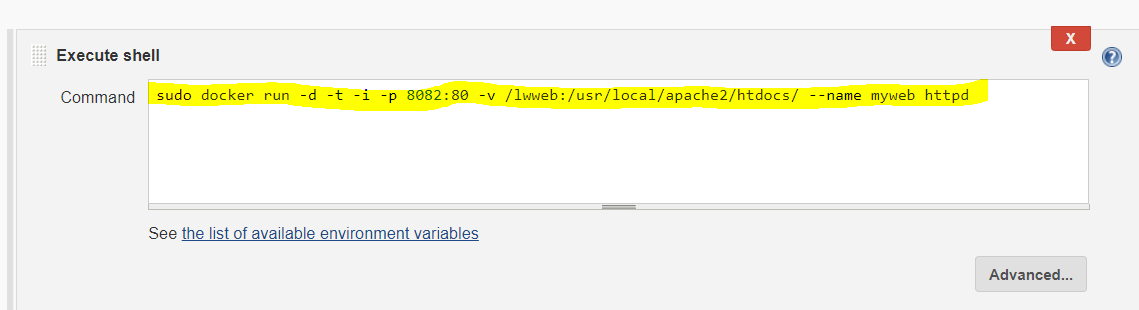 X
Execute shell
?
Command
sudo docker run -d -t -i -p 8082:80 -v /lwweb:/usr/local/apache2/htdocs/ --name myweb httpd
See the list of available environment variables
Advanced...